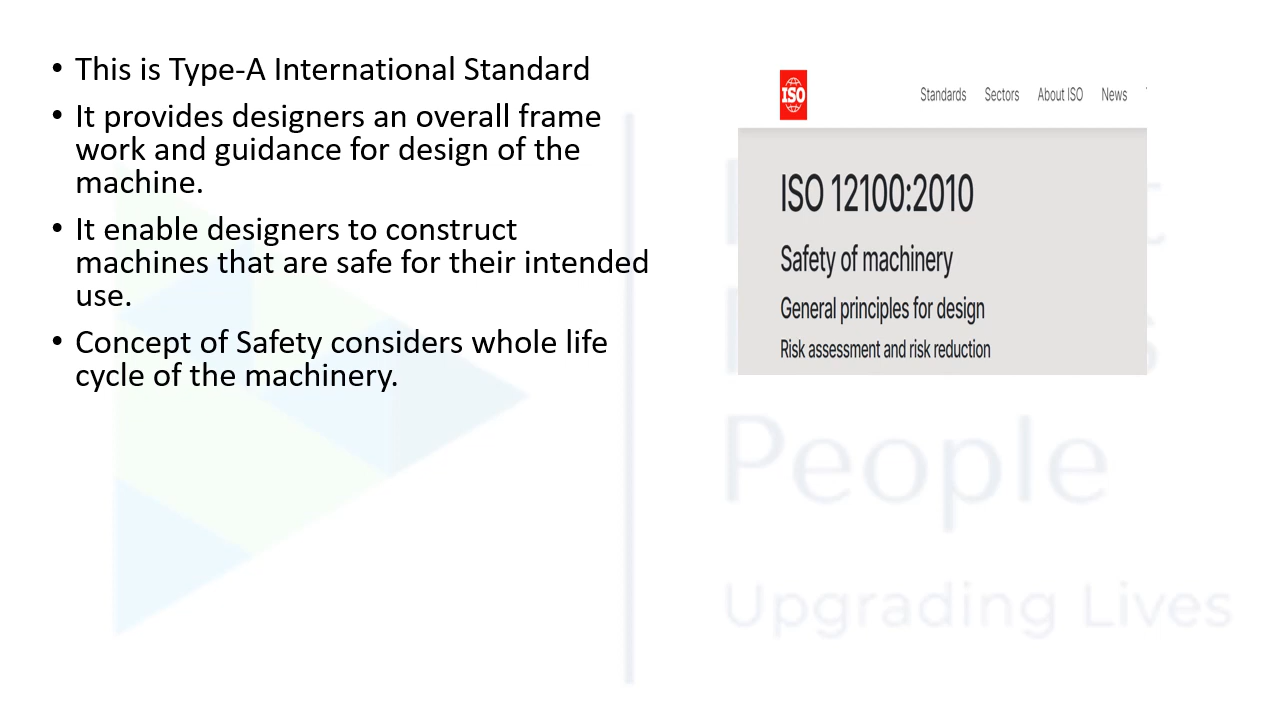 • This is Type-A International Standard
• It provides designers an overall frame
work and guidance for design of the
machine.
• It enable designers to construct
machines that are safe for their intended
use.
• Concept of Safety considers whole life
cycle of the machinery.
ISO
Standards Sectors About ISO News
ISO 12100:2010
Safety of machinery
General principles for design
Risk assessment and risk reduction
People
Upgrading Lives